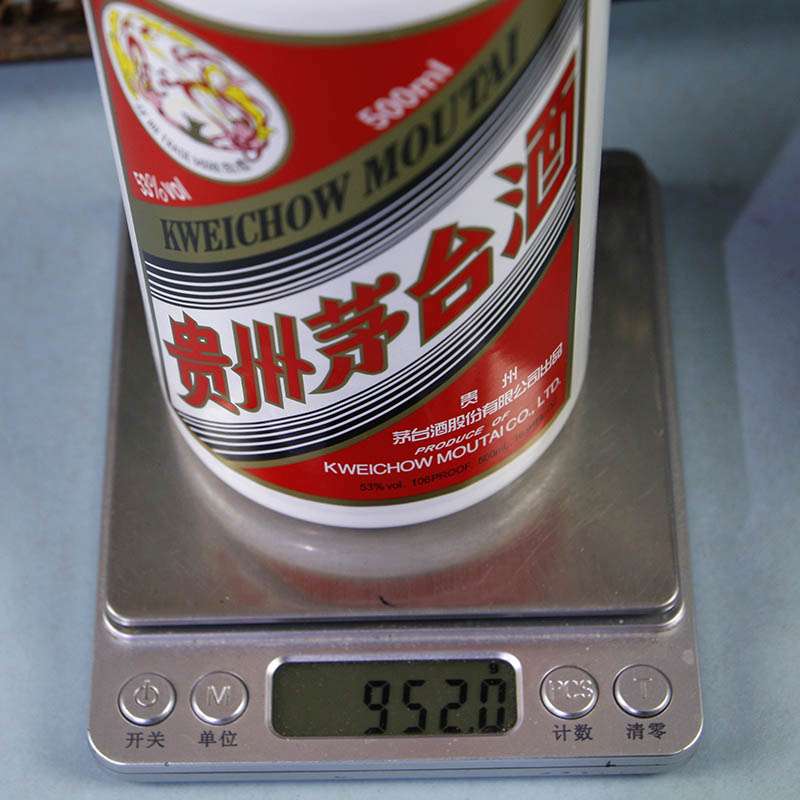 500ml
53%vol
KWEICHOW MOUTAI
贵州茅台酒
贵 州
茅台酒股份有限公司出品
PRODUCE OF
KWEICHOW MOUTAI CO., LTD.
53% vol. 106PROOF. 500mL
g
952.0
M
PCS
T
开关
单位
计数
清零